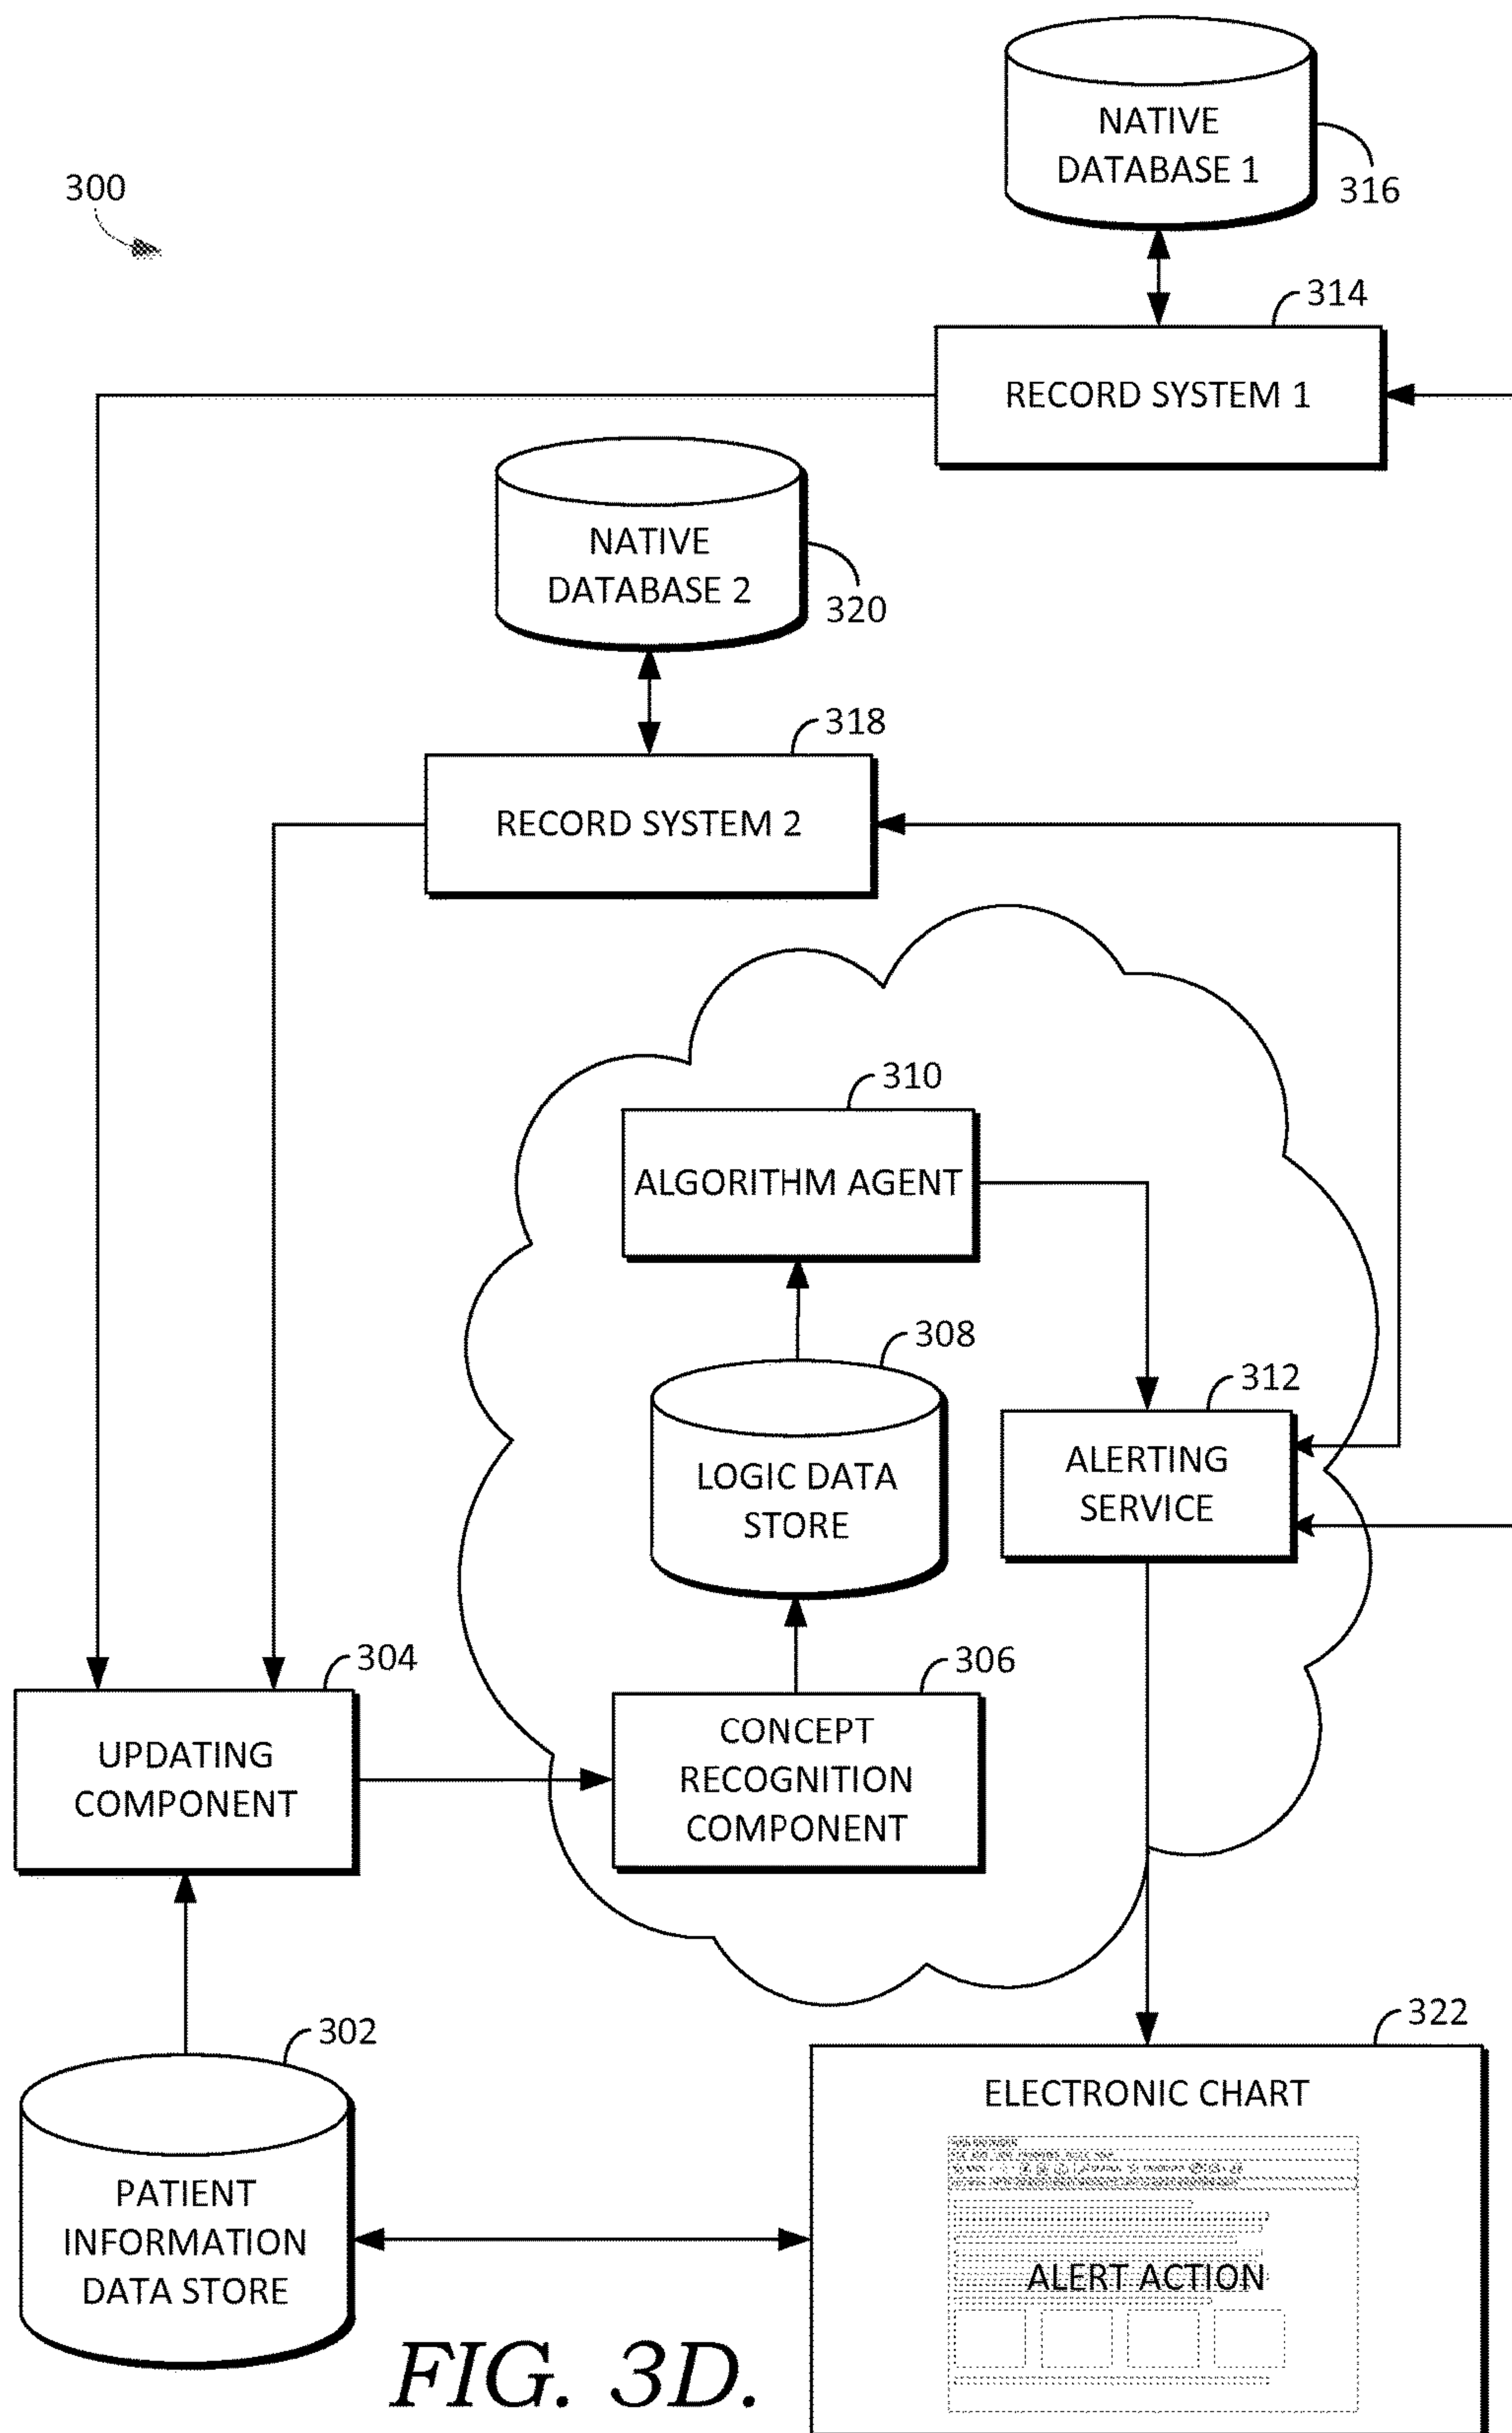 NATIVE
DATABASE 1
316
300
314
RECORD SYSTEM 1
NATIVE
DATABASE 2
320
318
RECORD SYSTEM 2
310
ALGORITHM AGENT
308
LOGIC DATA
STORE
312
ALERTING
SERVICE
304
UPDATING
COMPONENT
306
CONCEPT
RECOGNITION
COMPONENT
302
PATIENT
INFORMATION
DATA STORE
322
ELECTRONIC CHART
ALERT ACTION
FIG. 3D.